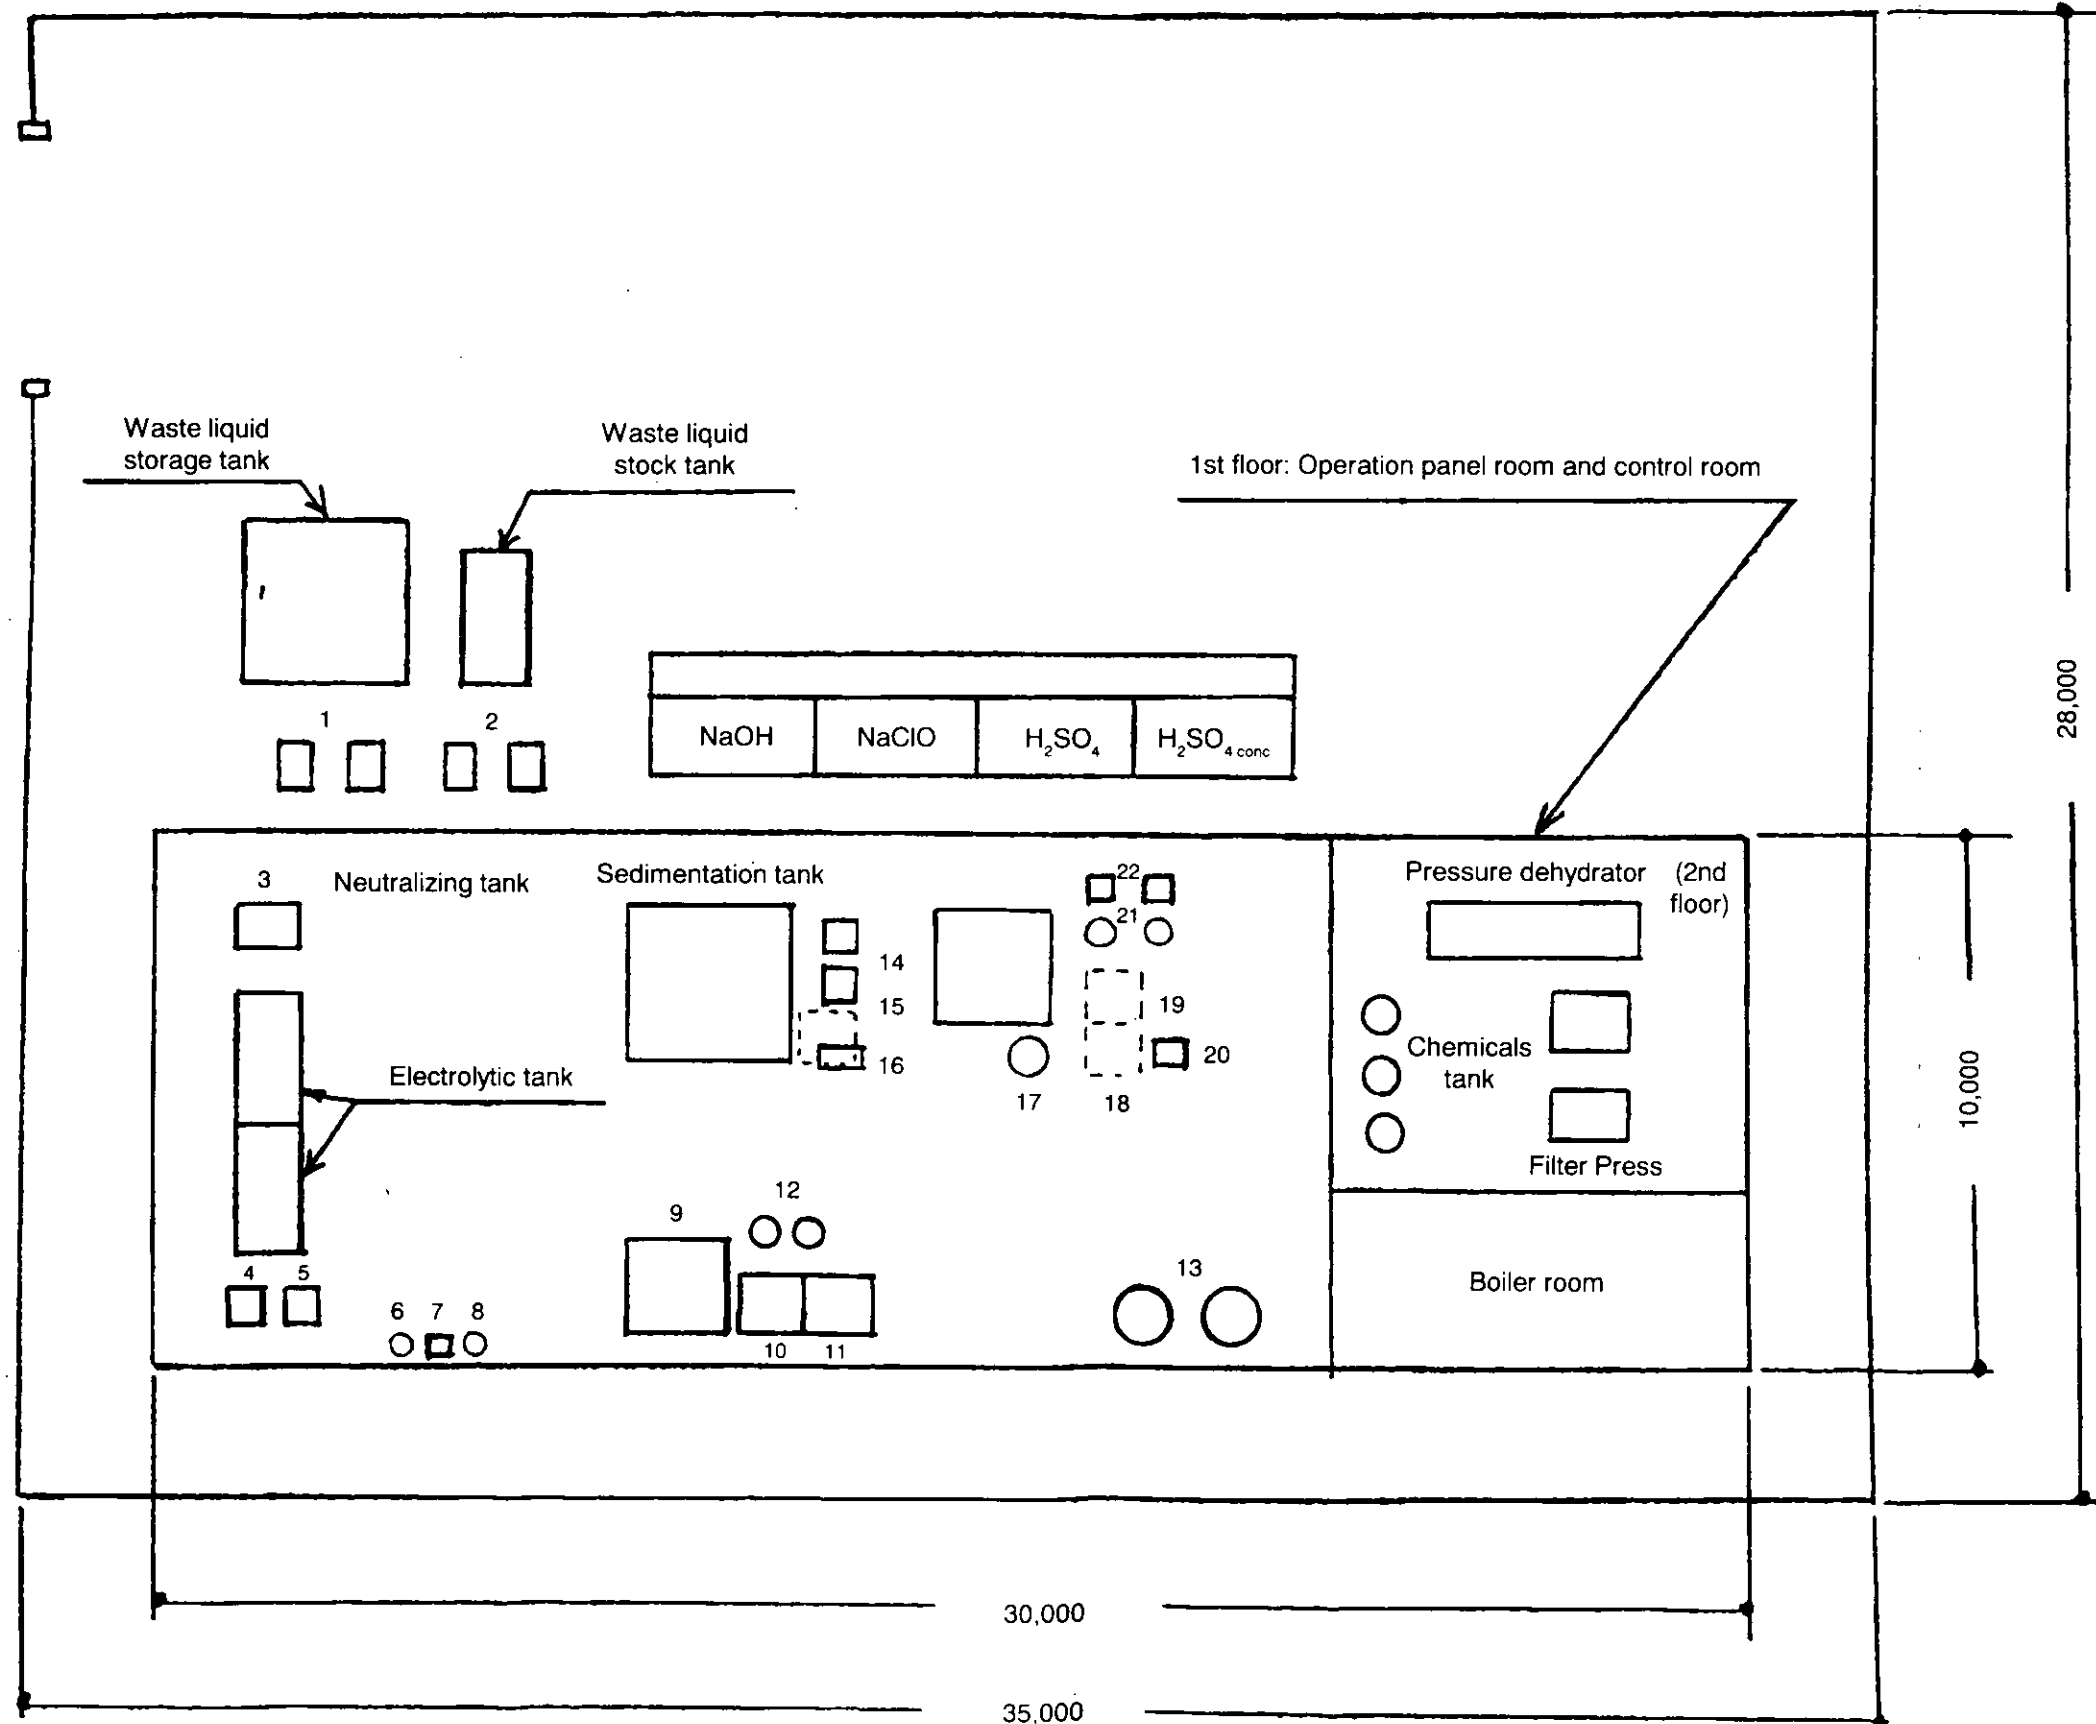 Waste liquid
storage tank
Waste liquid
stock tank
1st floor: Operation panel room and control room
1
2
NaOH
NaClO
H₂SO₄
H₂SO₄ conc
28,000
3
Neutralizing tank
Sedimentation tank
22
21
Pressure dehydrator
(2nd
floor)
14
15
16
19
20
17
18
Chemicals
tank
Electrolytic tank
Filter Press
10,000
12
9
4
5
6
7
8
10
11
13
Boiler room
30,000
35,000